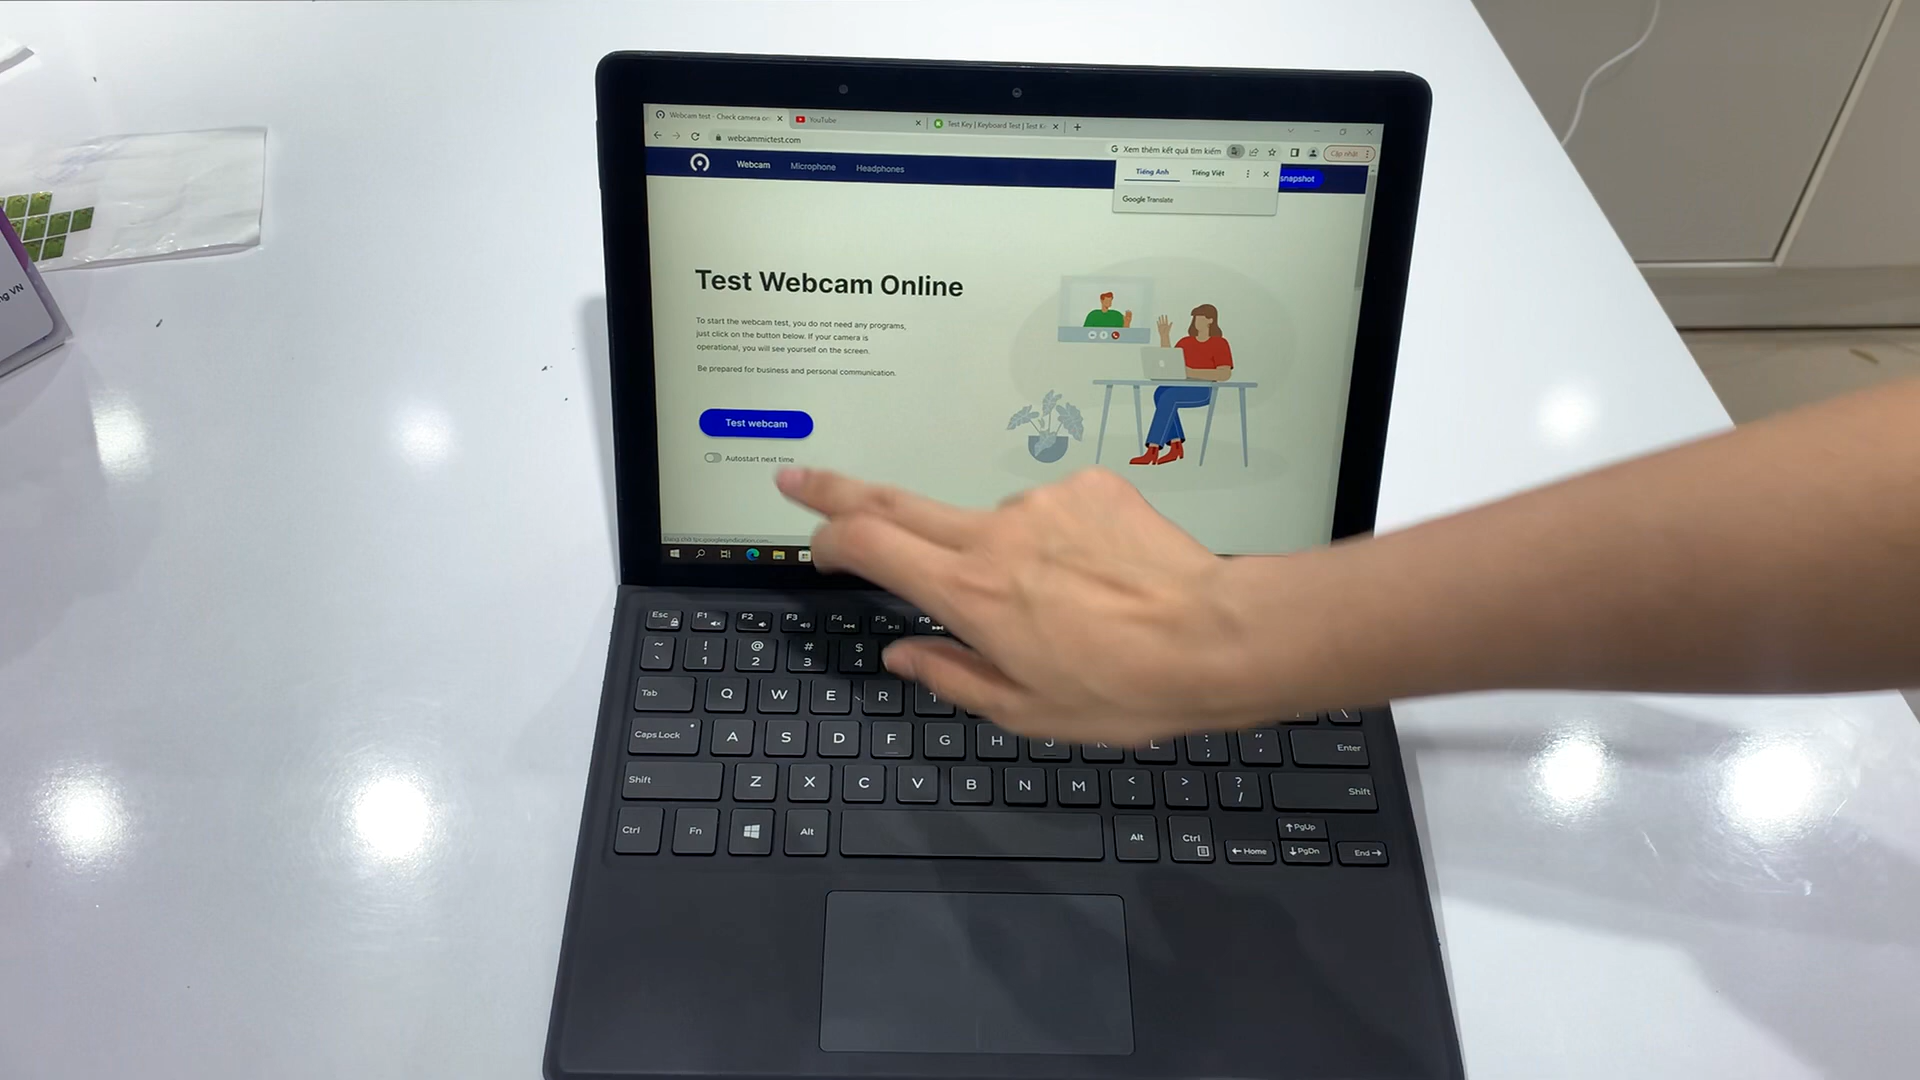 Webcam test - Check camera on
YouTube
Test Key | Keyboard Test | Test K
webcammictest.com
Xem thêm kết quả tìm kiếm
Cập nhật
Webcam
Microphone
Headphones
Tiếng Anh
Tiếng Việt
snapshot
Google Translate
Test Webcam Online
To start the webcam test, you do not need any programs,
just click on the button below. If your camera is
operational, you will see yourself on the screen.
Be prepared for business and personal communication.
Test webcam
Autostart next time
ng VN
Esc F1 F2 F3 F4 F5 F6
~ ! @ # $
` 1 2 3 4
Tab Q W E R T
\
Caps Lock A S D F G H J K L : " Enter
; '
Shift Z X C V B N M < > ? Shift
, . /
Ctrl Fn Alt Alt Ctrl Home PgUp PgDn End